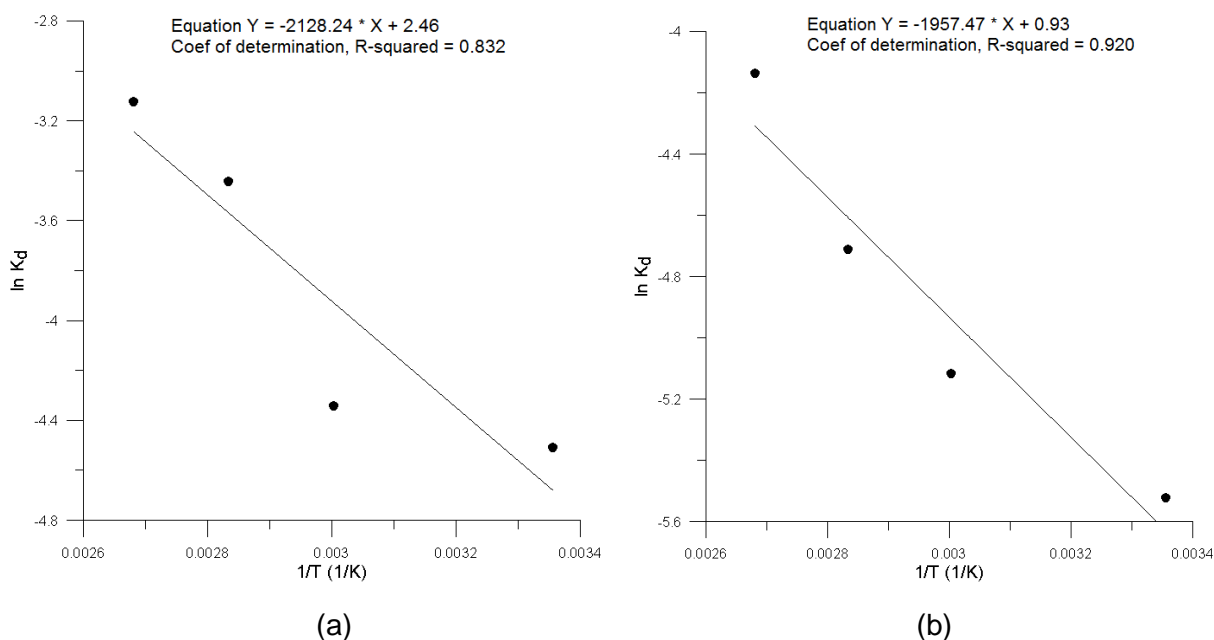 Equation Y = -2128.24 * X + 2.46
Coef of determination, R-squared = 0.832
-2.8
-3.2
-3.6
-4
-4.4
-4.8
ln Kd
0.0026
0.0028
0.003
0.0032
0.0034
1/T (1/K)
(a)
Equation Y = -1957.47 * X + 0.93
Coef of determination, R-squared = 0.920
-4
-4.4
-4.8
-5.2
-5.6
ln Kd
0.0026
0.0028
0.003
0.0032
0.0034
1/T (1/K)
(b)